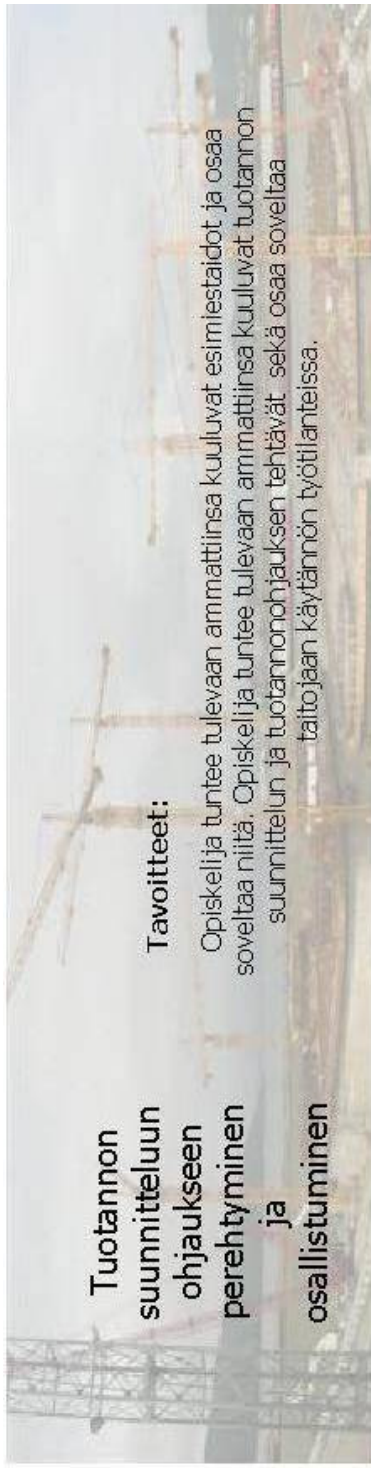 Tuotannon
suunnitteluun
ohjaukseen
perehtyminen
ja
osallistuminen
Tavoitteet:
Opiskelija tuntee tulevaan ammattiinsa kuuluvat esimiestaidot ja osaa
soveltaa niitä. Opiskelija tuntee tulevaan ammattiinsa kuuluvat tuotannon
suunnittelun ja tuotannonohjauksen tehtävät sekä osaa soveltaa
taitojaan käytännön työtilanteissa.